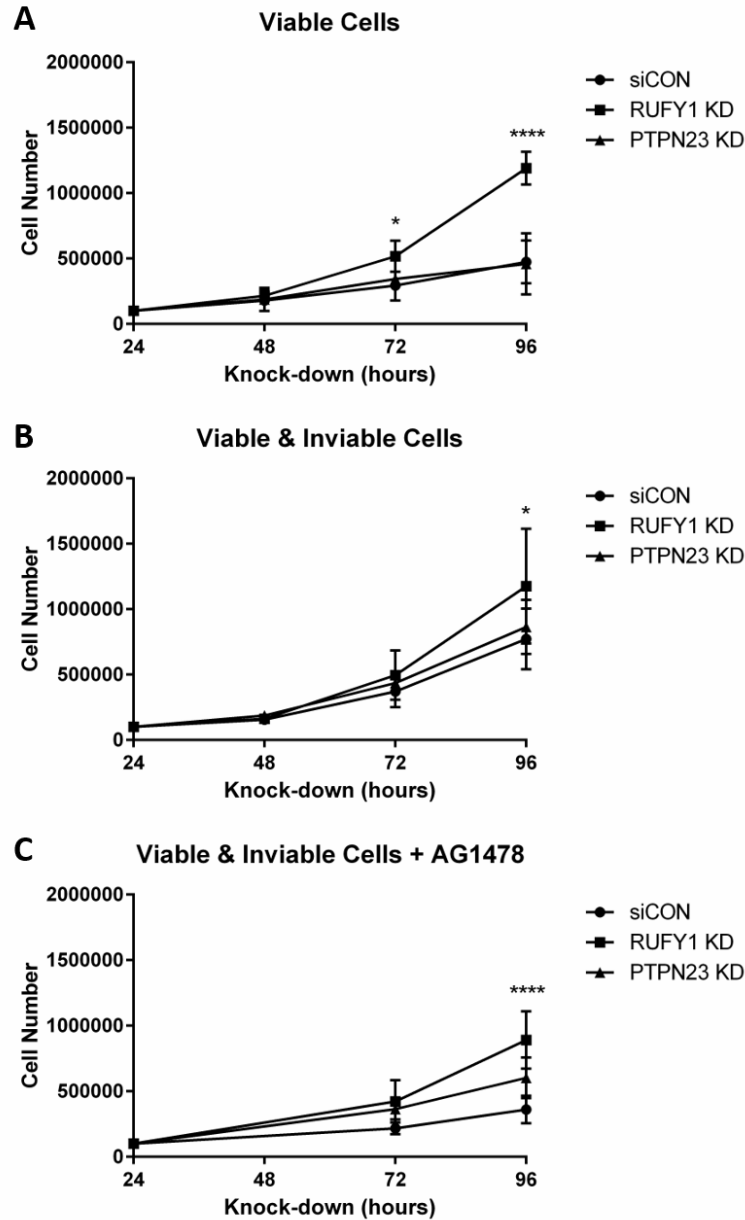 A
Viable Cells
2000000
1500000
1000000
500000
0
Cell Number
24 48 72 96
Knock-down (hours)
* ****
siCON
RUFY1 KD
PTPN23 KD
B
Viable & Inviable Cells
2000000
1500000
1000000
500000
0
Cell Number
24 48 72 96
Knock-down (hours)
*
siCON
RUFY1 KD
PTPN23 KD
C
Viable & Inviable Cells + AG1478
2000000
1500000
1000000
500000
0
Cell Number
24 48 72 96
Knock-down (hours)
****
siCON
RUFY1 KD
PTPN23 KD